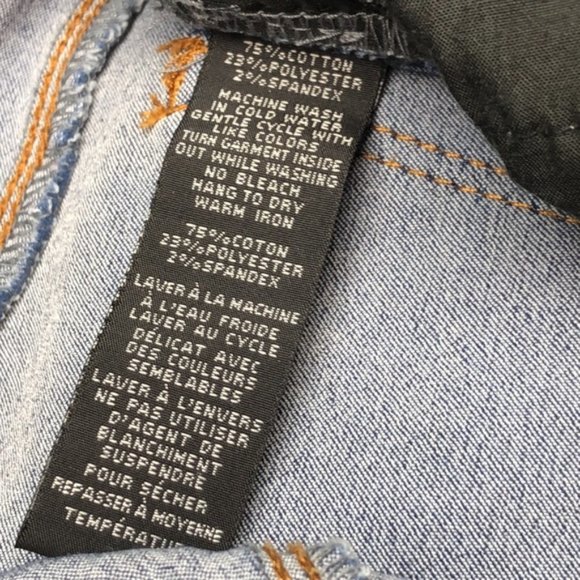 75%COTTON
23%POLYESTER
2%SPANDEX
MACHINE WASH
IN COLD WATER
GENTLE CYCLE WITH
LIKE COLORS
TURN GARMENT INSIDE
OUT WHILE WASHING
NO BLEACH
HANG TO DRY
WARM IRON
75%COTON
23%POLYESTER
2%SPANDEX
LAVER À LA MACHINE
À L'EAU FROIDE
LAVER AU CYCLE
DÉLICAT AVEC
DES COULEURS
SEMBLABLES
LAVER À L'ENVERS
NE PAS UTILISER
D'AGENT DE
BLANCHIMENT
SUSPENDRE
POUR SÉCHER
REPASSER À MOYENNE